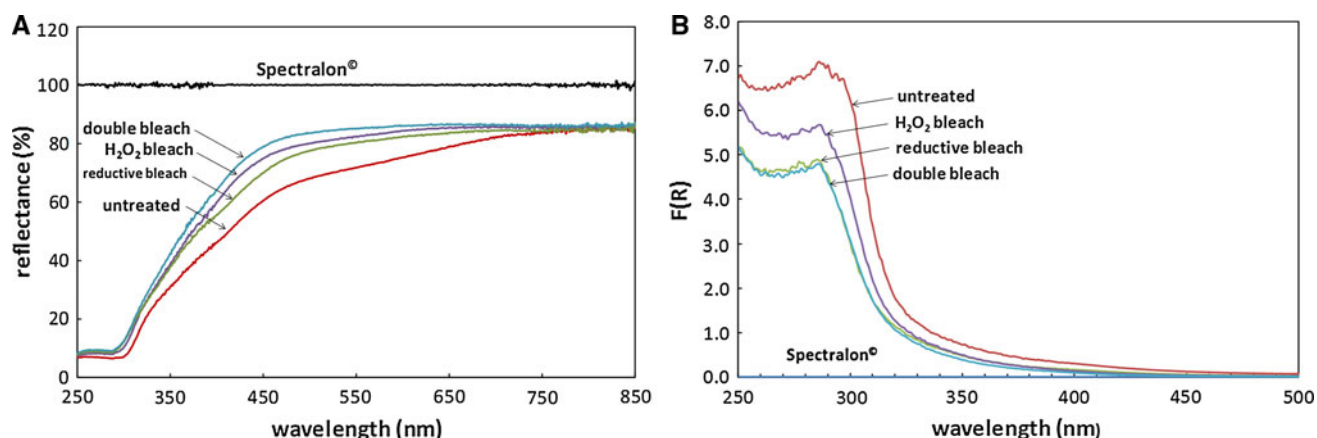 A
reflectance (%)
120
100
80
60
40
20
0
Spectralon©
double bleach
H₂O₂ bleach
reductive bleach
untreated
250 350 450 550 650 750 850
wavelength (nm)
B
F(R)
8.0
7.0
6.0
5.0
4.0
3.0
2.0
1.0
0.0
untreated
H₂O₂ bleach
reductive bleach
double bleach
Spectralon©
250 300 350 400 450 500
wavelength (nm)